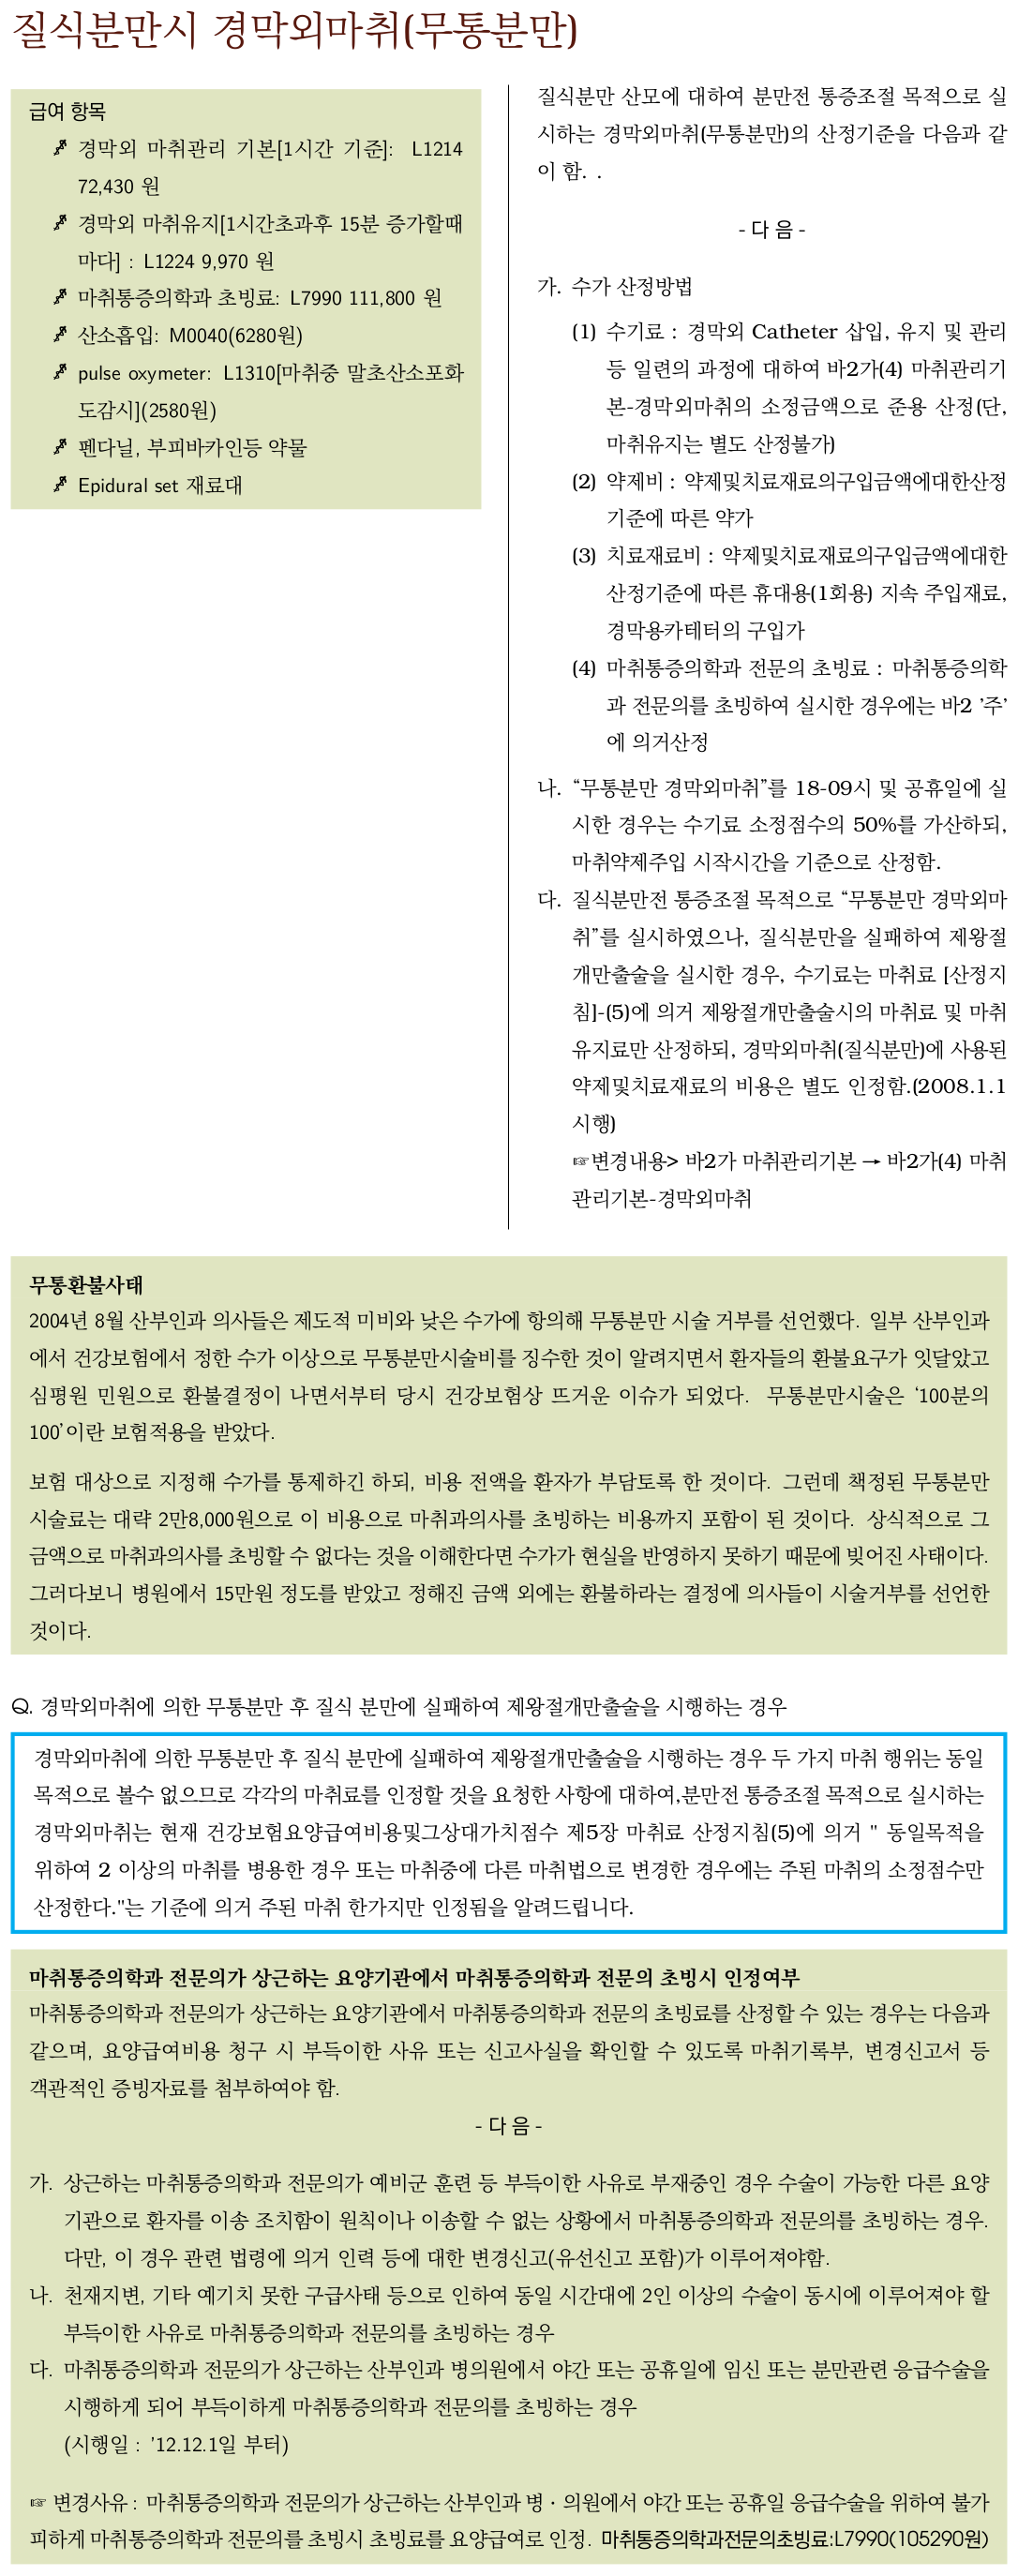 질식분만시 경막외마취(무통분만)
급여 항목
경막외 마취관리 기본[1시간 기준]: L1214
72,430 원
경막외 마취유지[1시간초과후 15분 증가할때
마다] : L1224 9,970 원
마취통증의학과 초빙료: L7990 111,800 원
산소흡입: M0040(6280원)
pulse oxymeter: L1310[마취중 말초산소포화
도감시](2580원)
펜다닐, 부피바카인등 약물
Epidural set 재료대
질식분만 산모에 대하여 분만전 통증조절 목적으로 실
시하는 경막외마취(무통분만)의 산정기준을 다음과 같
이 함. .
- 다 음 -
가. 수가 산정방법
(1) 수기료 : 경막외 Catheter 삽입, 유지 및 관리
등 일련의 과정에 대하여 바2가(4) 마취관리기
본-경막외마취의 소정금액으로 준용 산정(단,
마취유지는 별도 산정불가)
(2) 약제비 : 약제및치료재료의구입금액에대한산정
기준에 따른 약가
(3) 치료재료비 : 약제및치료재료의구입금액에대한
산정기준에 따른 휴대용(1회용) 지속 주입재료,
경막용카테터의 구입가
(4) 마취통증의학과 전문의 초빙료 : 마취통증의학
과 전문의를 초빙하여 실시한 경우에는 바2 '주'
에 의거산정
나. “무통분만 경막외마취”를 18-09시 및 공휴일에 실
시한 경우는 수기료 소정점수의 50%를 가산하되,
마취약제주입 시작시간을 기준으로 산정함.
다. 질식분만전 통증조절 목적으로 “무통분만 경막외마
취”를 실시하였으나, 질식분만을 실패하여 제왕절
개만출술을 실시한 경우, 수기료는 마취료 [산정지
침]-(5)에 의거 제왕절개만출술시의 마취료 및 마취
유지료만 산정하되, 경막외마취(질식분만)에 사용된
약제및치료재료의 비용은 별도 인정함.(2008.1.1
시행)
☞변경내용> 바2가 마취관리기본 → 바2가(4) 마취
관리기본-경막외마취
무통환불사태
2004년 8월 산부인과 의사들은 제도적 미비와 낮은 수가에 항의해 무통분만 시술 거부를 선언했다. 일부 산부인과
에서 건강보험에서 정한 수가 이상으로 무통분만시술비를 징수한 것이 알려지면서 환자들의 환불요구가 잇달았고
심평원 민원으로 환불결정이 나면서부터 당시 건강보험상 뜨거운 이슈가 되었다. 무통분만시술은 ‘100분의
100’이란 보험적용을 받았다.
보험 대상으로 지정해 수가를 통제하긴 하되, 비용 전액을 환자가 부담토록 한 것이다. 그런데 책정된 무통분만
시술료는 대략 2만8,000원으로 이 비용으로 마취과의사를 초빙하는 비용까지 포함이 된 것이다. 상식적으로 그
금액으로 마취과의사를 초빙할 수 없다는 것을 이해한다면 수가가 현실을 반영하지 못하기 때문에 빚어진 사태이다.
그러다보니 병원에서 15만원 정도를 받았고 정해진 금액 외에는 환불하라는 결정에 의사들이 시술거부를 선언한
것이다.
Q. 경막외마취에 의한 무통분만 후 질식 분만에 실패하여 제왕절개만출술을 시행하는 경우
경막외마취에 의한 무통분만 후 질식 분만에 실패하여 제왕절개만출술을 시행하는 경우 두 가지 마취 행위는 동일
목적으로 볼수 없으므로 각각의 마취료를 인정할 것을 요청한 사항에 대하여,분만전 통증조절 목적으로 실시하는
경막외마취는 현재 건강보험요양급여비용및그상대가치점수 제5장 마취료 산정지침(5)에 의거 " 동일목적을
위하여 2 이상의 마취를 병용한 경우 또는 마취중에 다른 마취법으로 변경한 경우에는 주된 마취의 소정점수만
산정한다."는 기준에 의거 주된 마취 한가지만 인정됨을 알려드립니다.
마취통증의학과 전문의가 상근하는 요양기관에서 마취통증의학과 전문의 초빙시 인정여부
마취통증의학과 전문의가 상근하는 요양기관에서 마취통증의학과 전문의 초빙료를 산정할 수 있는 경우는 다음과
같으며, 요양급여비용 청구 시 부득이한 사유 또는 신고사실을 확인할 수 있도록 마취기록부, 변경신고서 등
객관적인 증빙자료를 첨부하여야 함.
- 다 음 -
가. 상근하는 마취통증의학과 전문의가 예비군 훈련 등 부득이한 사유로 부재중인 경우 수술이 가능한 다른 요양
기관으로 환자를 이송 조치함이 원칙이나 이송할 수 없는 상황에서 마취통증의학과 전문의를 초빙하는 경우.
다만, 이 경우 관련 법령에 의거 인력 등에 대한 변경신고(유선신고 포함)가 이루어져야함.
나. 천재지변, 기타 예기치 못한 구급사태 등으로 인하여 동일 시간대에 2인 이상의 수술이 동시에 이루어져야 할
부득이한 사유로 마취통증의학과 전문의를 초빙하는 경우
다. 마취통증의학과 전문의가 상근하는 산부인과 병의원에서 야간 또는 공휴일에 임신 또는 분만관련 응급수술을
시행하게 되어 부득이하게 마취통증의학과 전문의를 초빙하는 경우
(시행일 : '12.12.1일 부터)
☞ 변경사유 : 마취통증의학과 전문의가 상근하는 산부인과 병ㆍ의원에서 야간 또는 공휴일 응급수술을 위하여 불가
피하게 마취통증의학과 전문의를 초빙시 초빙료를 요양급여로 인정. 마취통증의학과전문의초빙료:L7990(105290원)